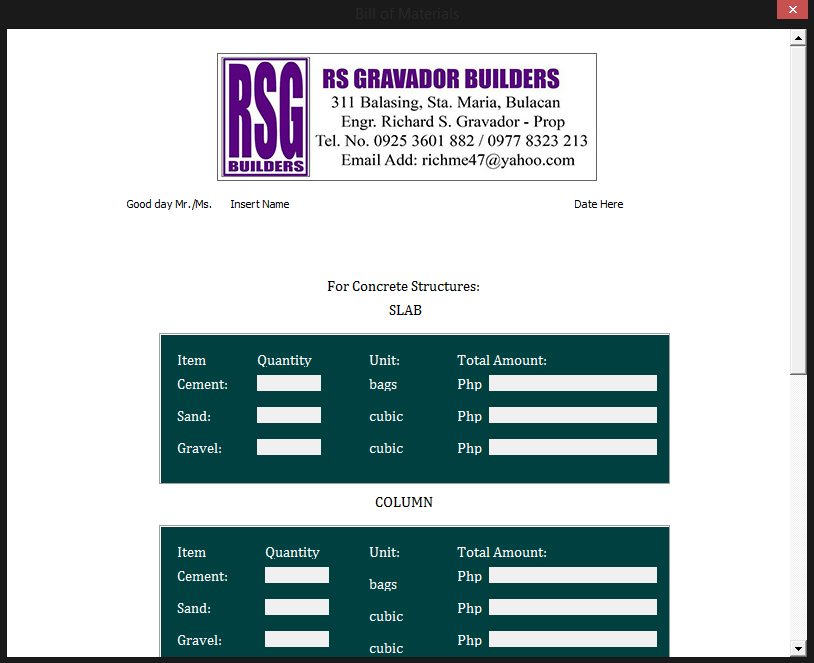 Bill of Materials
RSG
BUILDERS
RS GRAVADOR BUILDERS
311 Balasing, Sta. Maria, Bulacan
Engr. Richard S. Gravador - Prop
Tel. No. 0925 3601 882 / 0977 8323 213
Email Add: richme47@yahoo.com
Good day Mr./Ms. Insert Name Date Here
For Concrete Structures:
SLAB
Item Quantity Unit: Total Amount:
Cement: bags Php
Sand: cubic Php
Gravel: cubic Php
COLUMN
Item Quantity Unit: Total Amount:
Cement: bags Php
Sand: cubic Php
Gravel: cubic Php